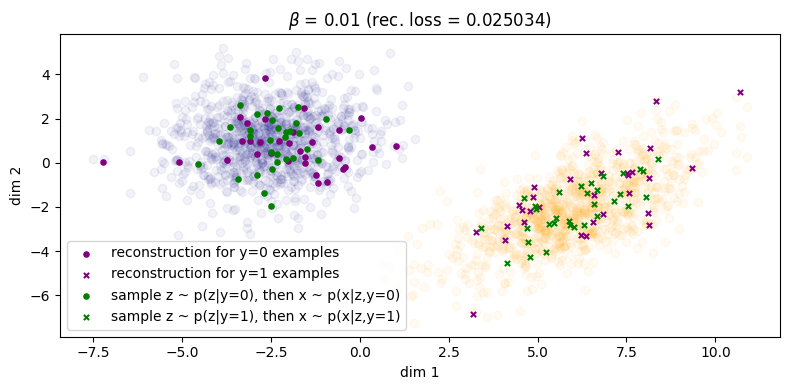 β = 0.01 (rec. loss = 0.025034)
dim 2
4
2
0
−2
−4
−6
reconstruction for y=0 examples
reconstruction for y=1 examples
sample z ~ p(z|y=0), then x ~ p(x|z,y=0)
sample z ~ p(z|y=1), then x ~ p(x|z,y=1)
−7.5 −5.0 −2.5 0.0 2.5 5.0 7.5 10.0
dim 1